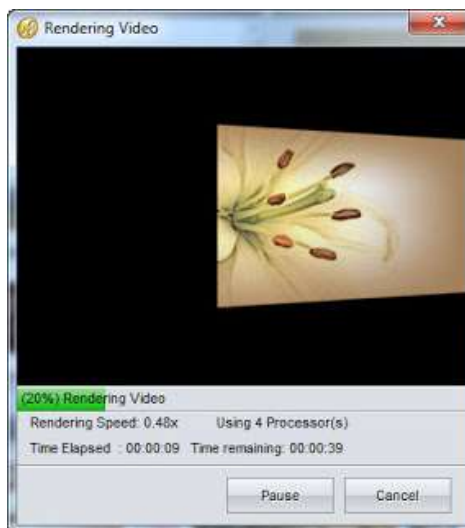 Rendering Video
(20%) Rendering Video
Rendering Speed: 0.48x Using 4 Processor(s)
Time Elapsed : 00:00:09 Time remaining: 00:00:39
Pause Cancel